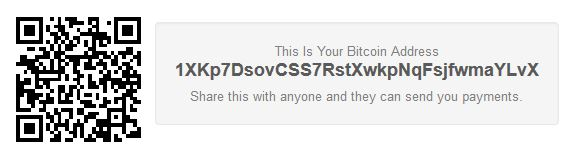 This Is Your Bitcoin Address
1XKp7DsovCSS7RstXwkpNqFsjfwmaYLvX
Share this with anyone and they can send you payments.